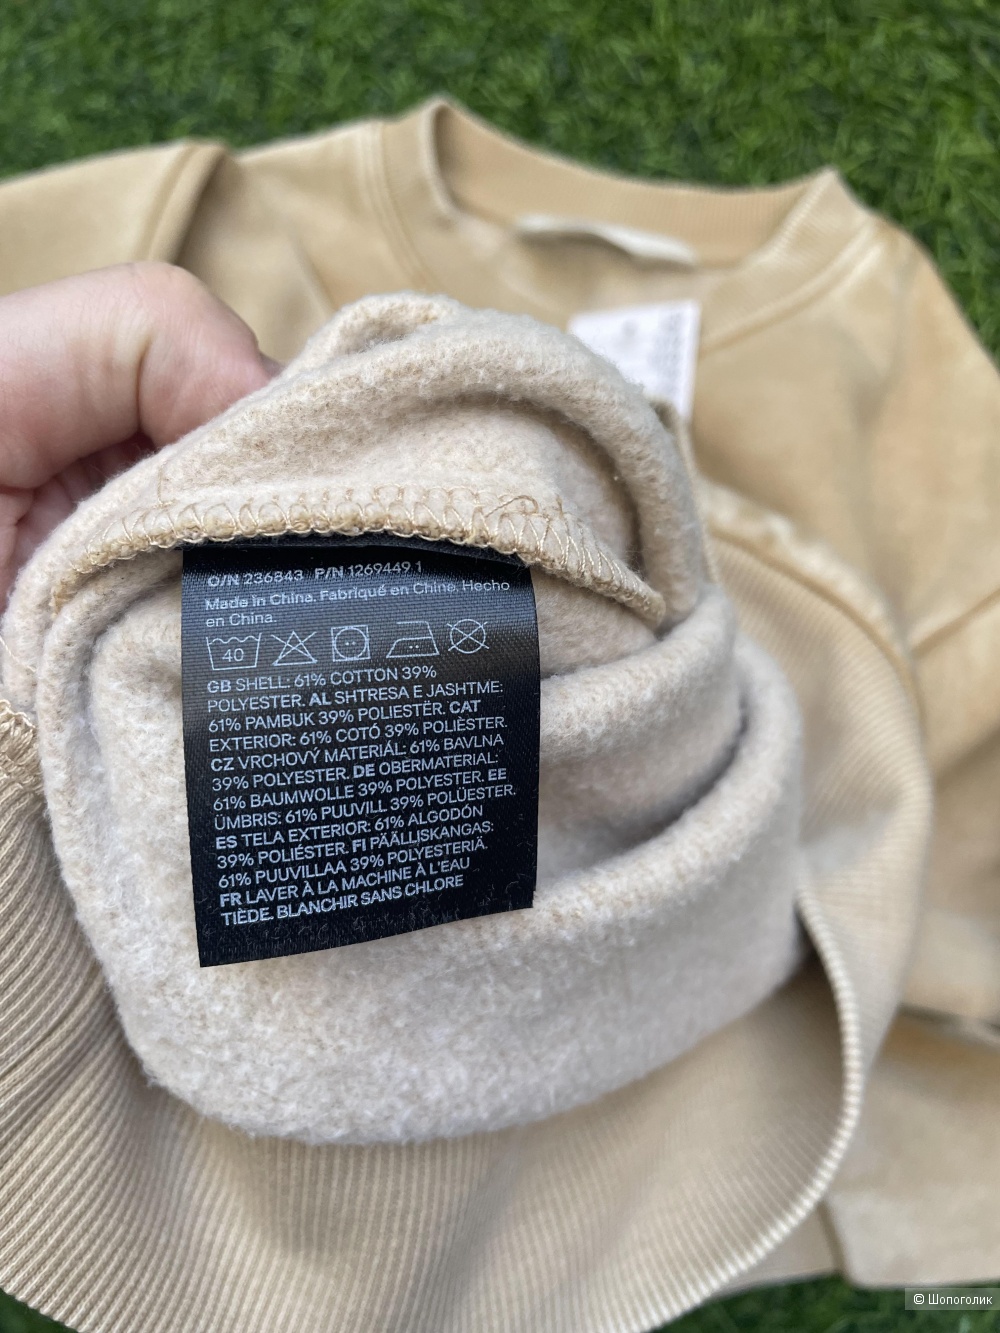 O/N 236843 P/N 1269449 1
Made in China. Fabriqué en Chine. Hecho
en China.
40
GB SHELL: 61% COTTON 39%
POLYESTER. AL SHTRESA E JASHTME:
61% PAMBUK 39% POLIESTËR. CAT
EXTERIOR: 61% COTÓ 39% POLIÈSTER.
CZ VRCHOVÝ MATERIÁL: 61% BAVLNA
39% POLYESTER. DE OBERMATERIAL:
61% BAUMWOLLE 39% POLYESTER. EE
ÜMBRIS: 61% PUUVILL 39% POLÜESTER.
ES TELA EXTERIOR: 61% ALGODÓN
39% POLIÉSTER. FI PÄÄLLISKANGAS:
61% PUUVILLAA 39% POLYESTERIÄ.
FR LAVER À LA MACHINE À L'EAU
TIÈDE. BLANCHIR SANS CHLORE
© Шопоголик